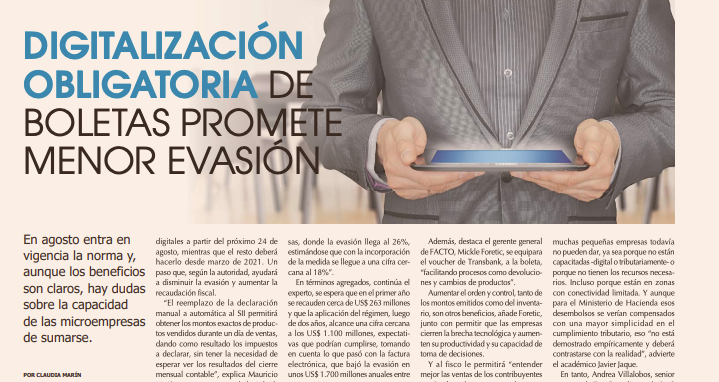 DIGITALIZACIÓN
OBLIGATORIA DE
BOLETAS PROMETE
MENOR EVASIÓN
En agosto entra en
vigencia la norma y,
aunque los beneficios
son claros, hay dudas
sobre la capacidad
de las microempresas
de sumarse.
POR CLAUDIA MARÍN
digitales a partir del próximo 24 de
agosto, mientras que el resto deberá
hacerlo desde marzo de 2021. Un
paso que, según la autoridad, ayudará
a disminuir la evasión y aumentar la
recaudación fiscal.
"El reemplazo de la declaración
manual a automática al SII permitirá
obtener los montos exactos de produc-
tos vendidos durante un día de ventas,
dando como resultado los impuestos
a declarar, sin tener la necesidad de
esperar ver los resultados del cierre
mensual contable", explica Mauricio
sas, donde la evasión llega al 26%,
estimándose que con la incorporación
de la medida se llegue a una cifra cer-
cana al 18%".
En términos agregados, continúa el
experto, se espera que en el primer año
se recauden cerca de US$ 263 millones
y que la aplicación del régimen, luego
de dos años, alcance una cifra cercana
a los US$ 1.100 millones, expectati-
vas que podrían cumplirse, tomando
en cuenta lo que pasó con la factura
electrónica, que bajó la evasión en
unos US$ 1.700 millones anuales entre
Además, destaca el gerente general
de FACTO, Mickle Foretic, se equipara
el voucher de Transbank, a la boleta,
"facilitando procesos como devolucio-
nes y cambios de productos".
Aumentar el orden y control, tanto de
los montos emitidos como del inventa-
rio, son otros beneficios, añade Foretic,
junto con permitir que las empresas
cierren la brecha tecnológica y aumen-
ten su productividad y su capacidad de
toma de decisiones.
Y al fisco le permitirá "entender
mejor las ventas de los contribuyentes
muchas pequeñas empresas todavía
no pueden dar, ya sea porque no están
capacitadas -digital o tributariamente- o
porque no tienen los recursos necesa-
rios. Incluso porque están en zonas
con conectividad limitada. Y aunque
para el Ministerio de Hacienda esos
desembolsos se verían compensados
con una mayor simplicidad en el
cumplimiento tributario, eso "no está
demostrado empíricamente y deberá
contrastarse con la realidad", advierte
el académico Javier Jaque.
En tanto, Andrea Villalobos, senior